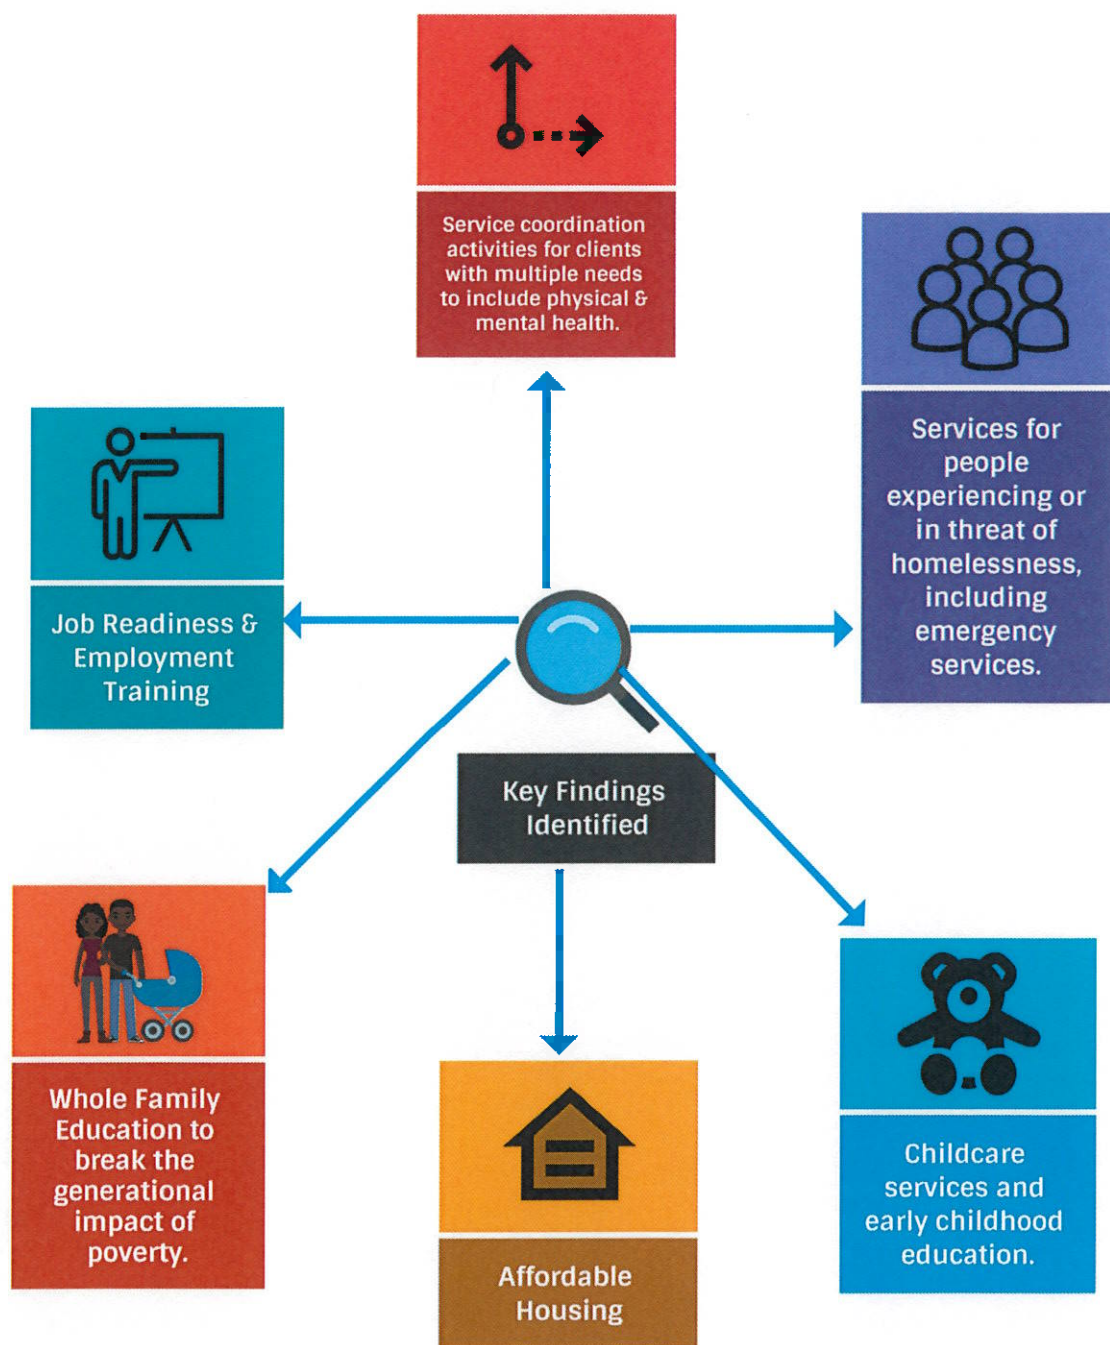 Service coordination
activities for clients
with multiple needs
to include physical &
mental health.
Services for
people
experiencing or
in threat of
homelessness,
including
emergency
services.
Job Readiness &
Employment
Training
Key Findings
Identified
Whole Family
Education to
break the
generational
impact of
poverty.
Affordable
Housing
Childcare
services and
early childhood
education.